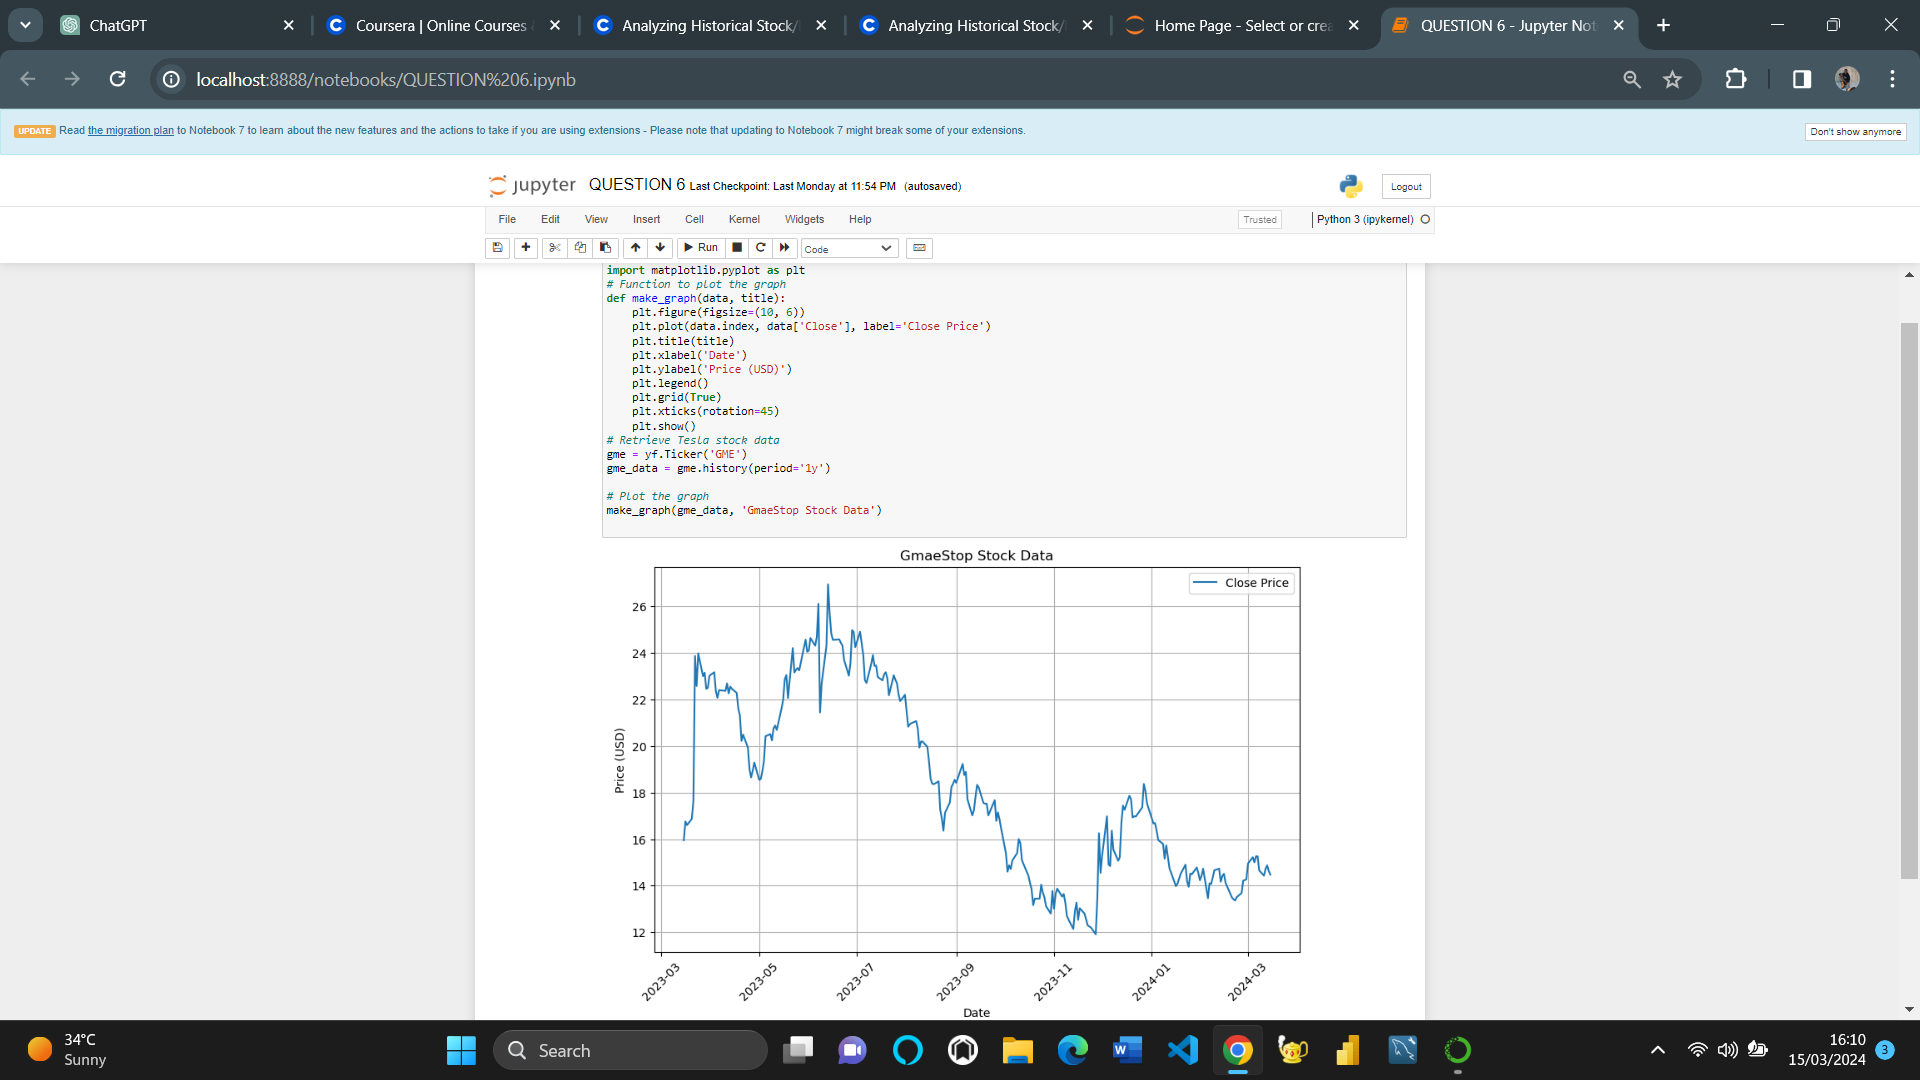 ChatGPT
Coursera | Online Courses
Analyzing Historical Stock/
Analyzing Historical Stock/
Home Page - Select or crea
QUESTION 6 - Jupyter Not
localhost:8888/notebooks/QUESTION%206.ipynb
UPDATE Read the migration plan to Notebook 7 to learn about the new features and the actions to take if you are using extensions - Please note that updating to Notebook 7 might break some of your extensions.
Don't show anymore
jupyter QUESTION 6 Last Checkpoint: Last Monday at 11:54 PM (autosaved)
Logout
File Edit View Insert Cell Kernel Widgets Help
Trusted
Python 3 (ipykernel)
Run
Code
import matplotlib.pyplot as plt
# Function to plot the graph
def make_graph(data, title):
    plt.figure(figsize=(10, 6))
    plt.plot(data.index, data['Close'], label='Close Price')
    plt.title(title)
    plt.xlabel('Date')
    plt.ylabel('Price (USD)')
    plt.legend()
    plt.grid(True)
    plt.xticks(rotation=45)
    plt.show()
# Retrieve Tesla stock data
gme = yf.Ticker('GME')
gme_data = gme.history(period='1y')
# Plot the graph
make_graph(gme_data, 'GmaeStop Stock Data')
GmaeStop Stock Data
Close Price
Price (USD)
26
24
22
20
18
16
14
12
2023-03
2023-05
2023-07
2023-09
2023-11
2024-01
2024-03
Date
34°C
Sunny
Search
16:10
15/03/2024
3